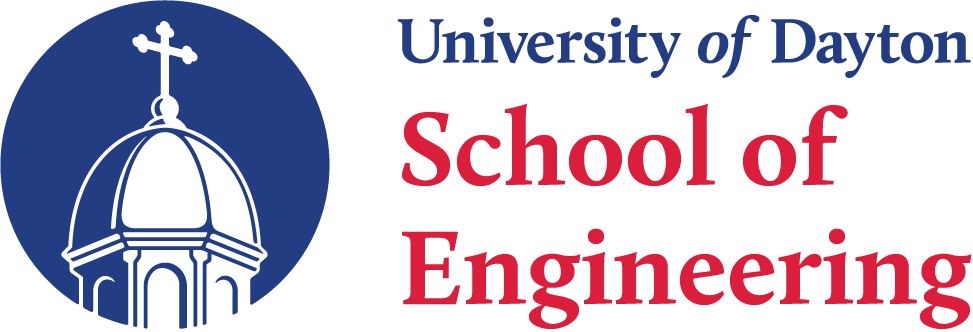 University of Dayton
School of
Engineering